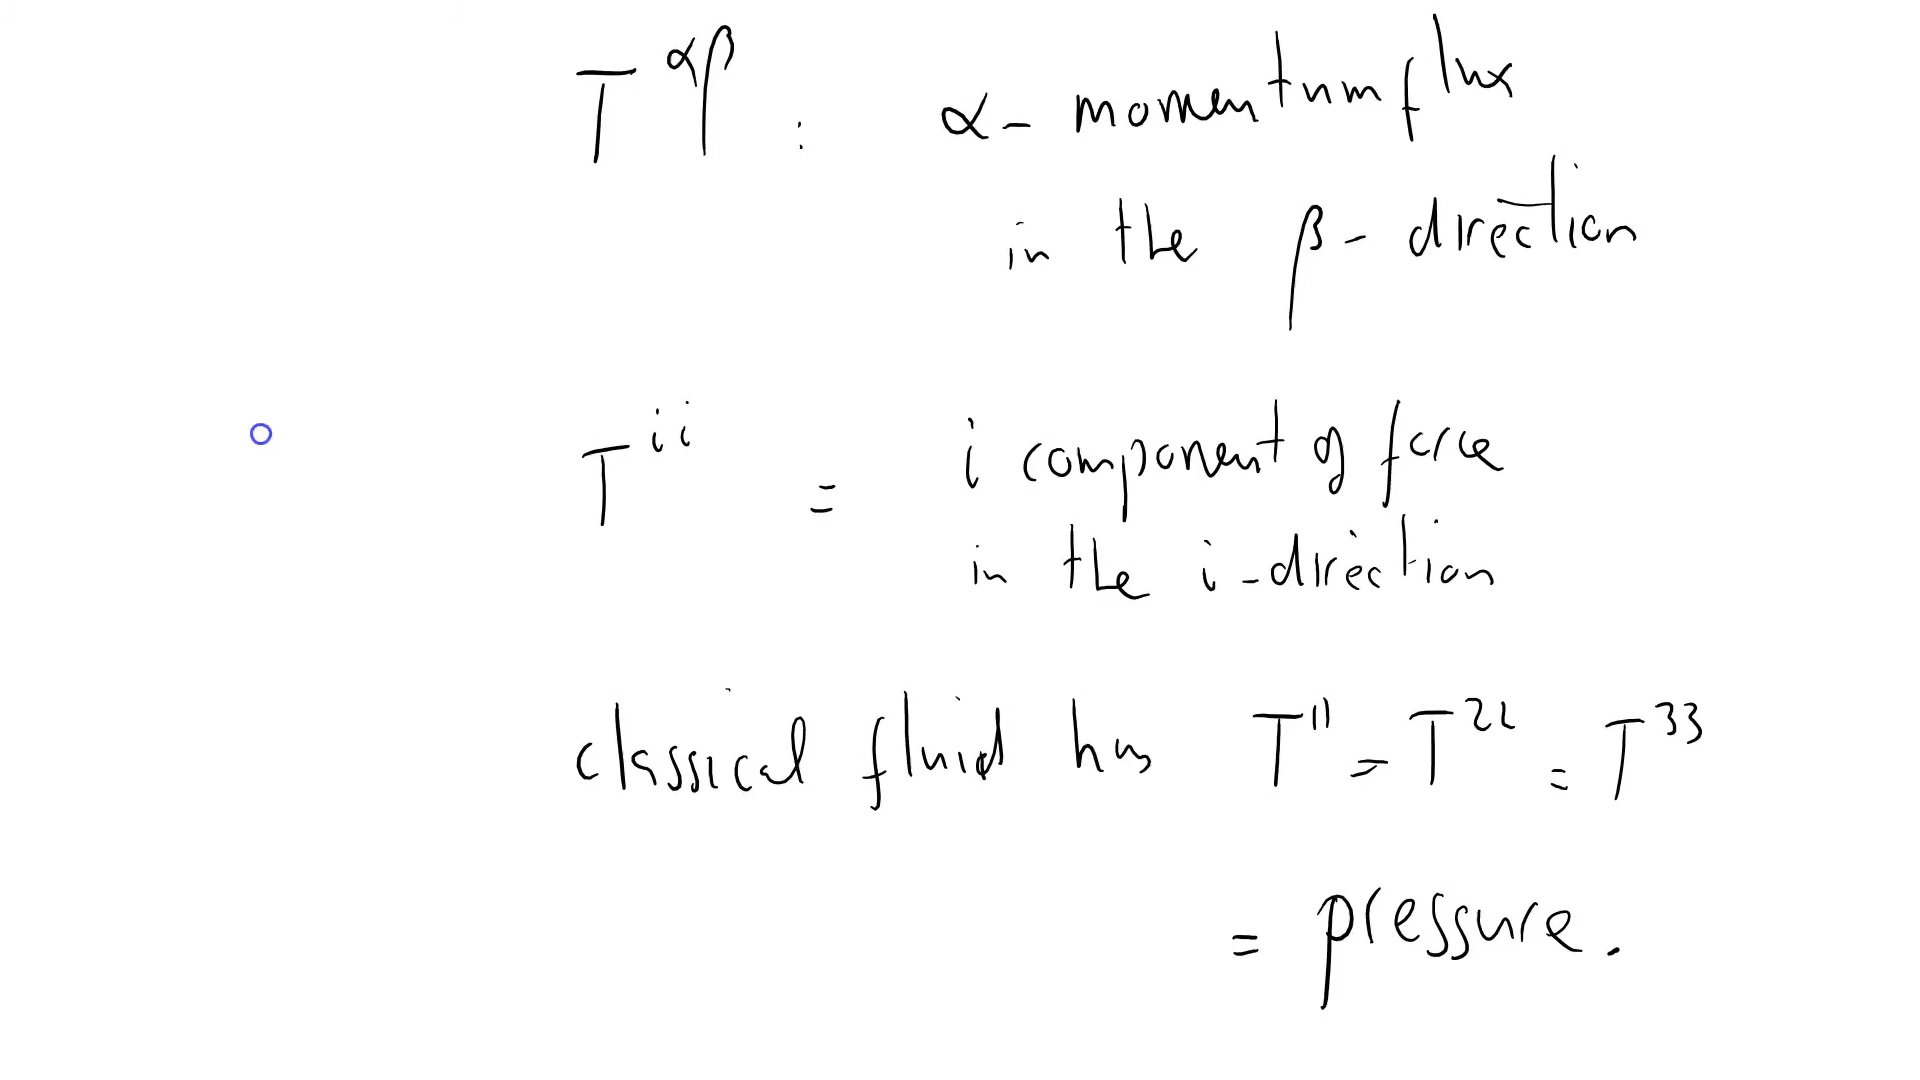 T^{αβ} : α- momentum flux
in the β- direction
T^{ii} = i component of force
in the i-direction
classical fluid has T^{11} = T^{22} = T^{33}
= pressure.